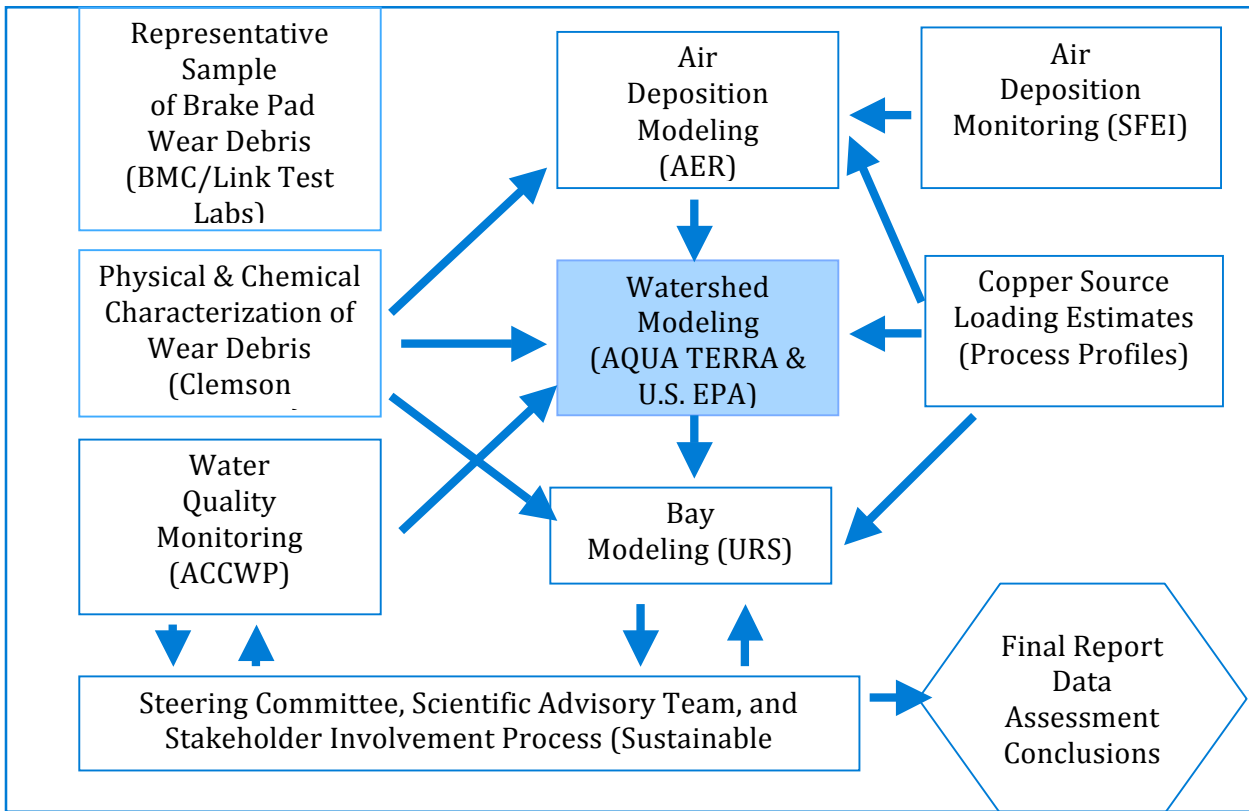 Representative
Sample
of Brake Pad
Wear Debris
(BMC/Link Test
Labs)
Air
Deposition
Modeling
(AER)
Air
Deposition
Monitoring (SFEI)
Physical & Chemical
Characterization of
Wear Debris
(Clemson
Watershed
Modeling
(AQUA TERRA &
U.S. EPA)
Copper Source
Loading Estimates
(Process Profiles)
Water
Quality
Monitoring
(ACCWP)
Bay
Modeling (URS)
Steering Committee, Scientific Advisory Team, and
Stakeholder Involvement Process (Sustainable
Final Report
Data
Assessment
Conclusions